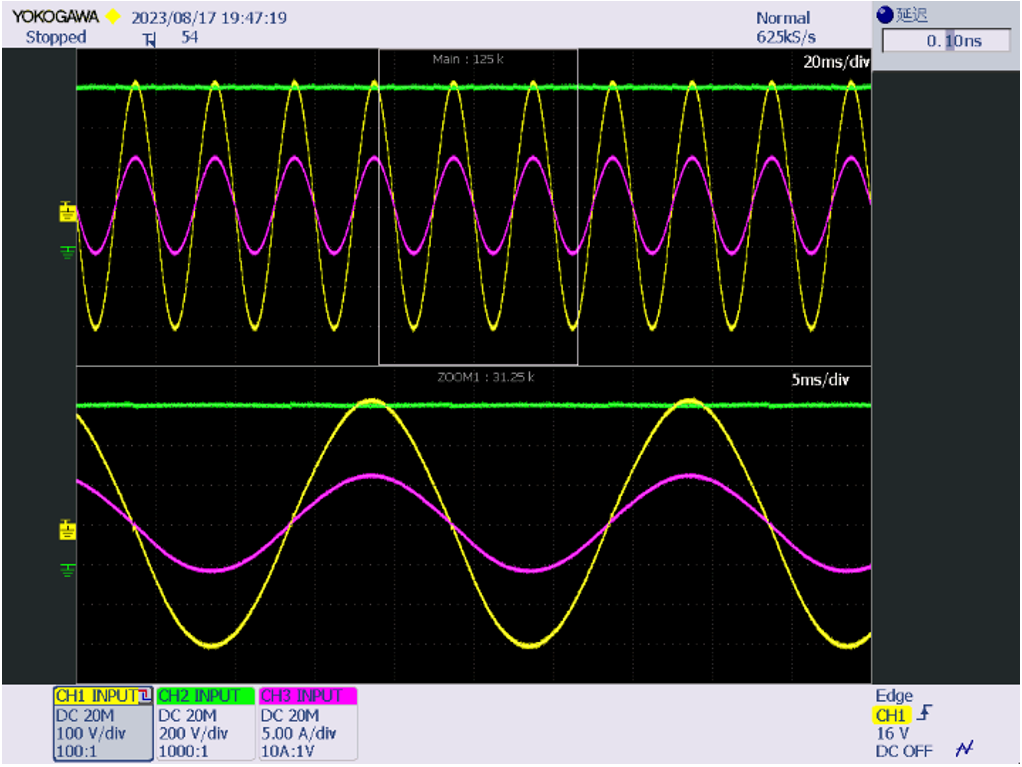 YOKOGAWA 2023/08/17 19:47:19 Normal 延迟
Stopped 54 625kS/s 0.10ns
Main : 125 k 20ms/div
ZOOM1 : 31.25 k 5ms/div
CH1 INPUT CH2 INPUT CH3 INPUT Edge
DC 20M DC 20M DC 20M CH1
100 V/div 200 V/div 5.00 A/div 16 V
100:1 1000:1 10A:1V DC OFF